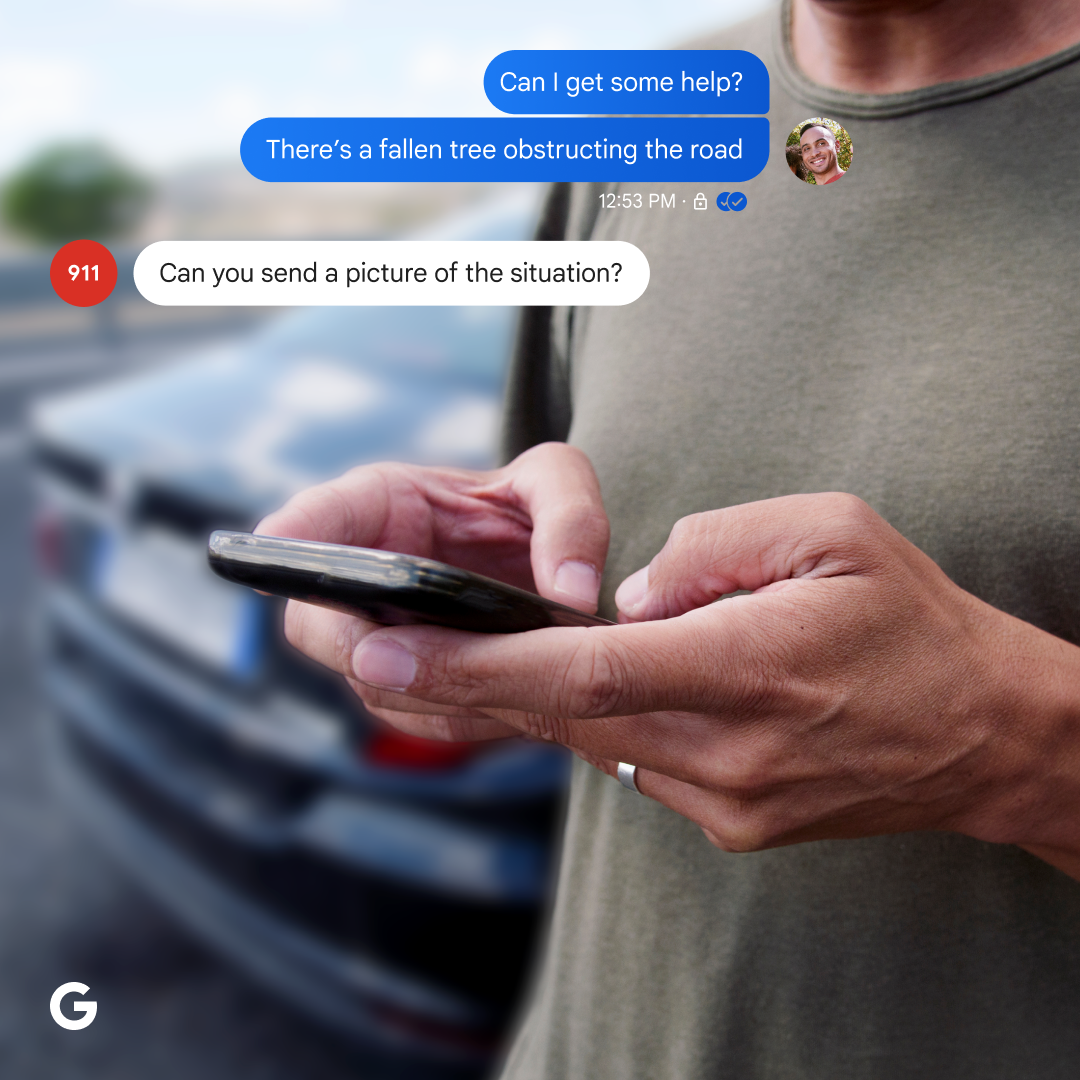 Can I get some help?
There's a fallen tree obstructing the road
12:53 PM ·
911
Can you send a picture of the situation?
G